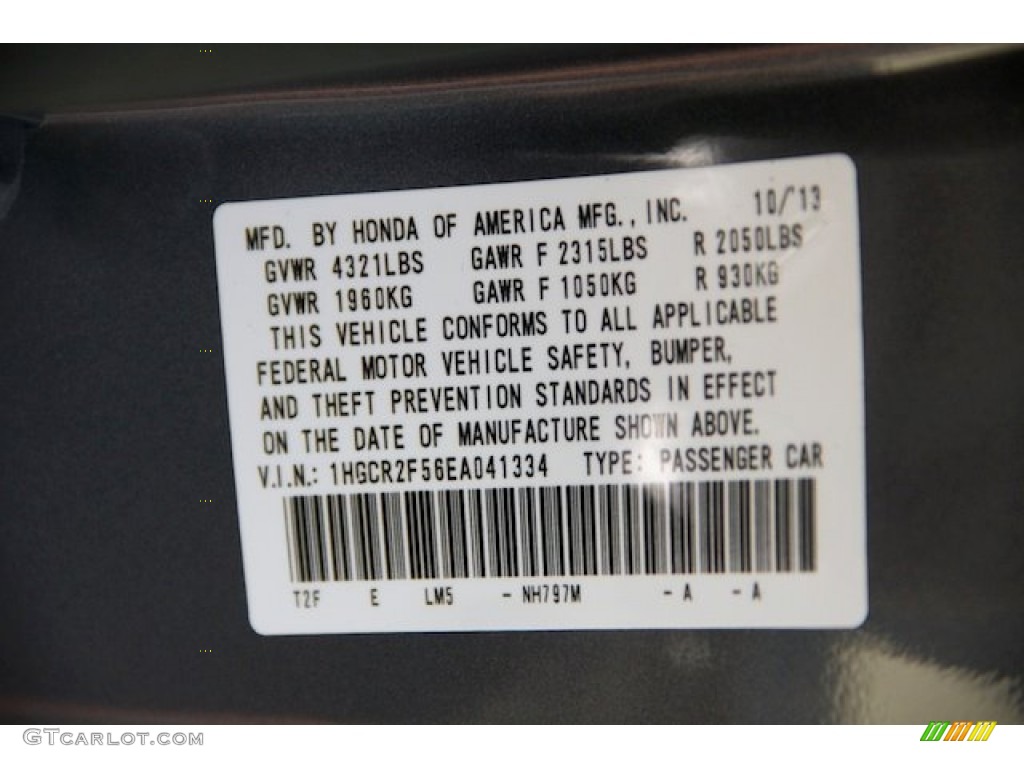 MFD. BY HONDA OF AMERICA MFG., INC. 10/13
GVWR 4321LBS GAWR F 2315LBS R 2050LBS
GVWR 1960KG GAWR F 1050KG R 930KG
THIS VEHICLE CONFORMS TO ALL APPLICABLE
FEDERAL MOTOR VEHICLE SAFETY, BUMPER,
AND THEFT PREVENTION STANDARDS IN EFFECT
ON THE DATE OF MANUFACTURE SHOWN ABOVE.
V.I.N.: 1HGCR2F56EA041334 TYPE: PASSENGER CAR
T2F E LM5 - NH797M - A - A
GTCARLOT.COM